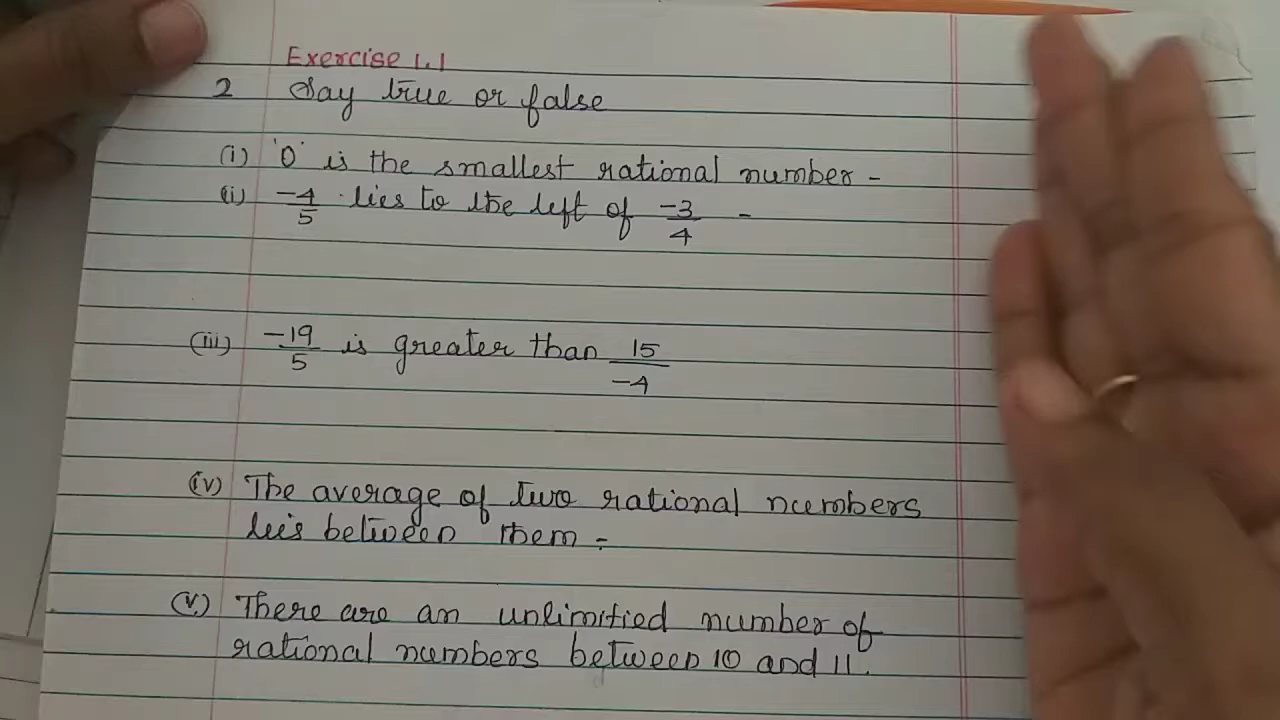 Exercise 1.1
2 Say true or false
(i) '0' is the smallest rational number -
(ii) -4/5 lies to the left of -3/4 -
(iii) -19/5 is greater than 15/-4
(iv) The average of two rational numbers
lies between them -
(v) There are an unlimitied number of
rational numbers between 10 and 11.